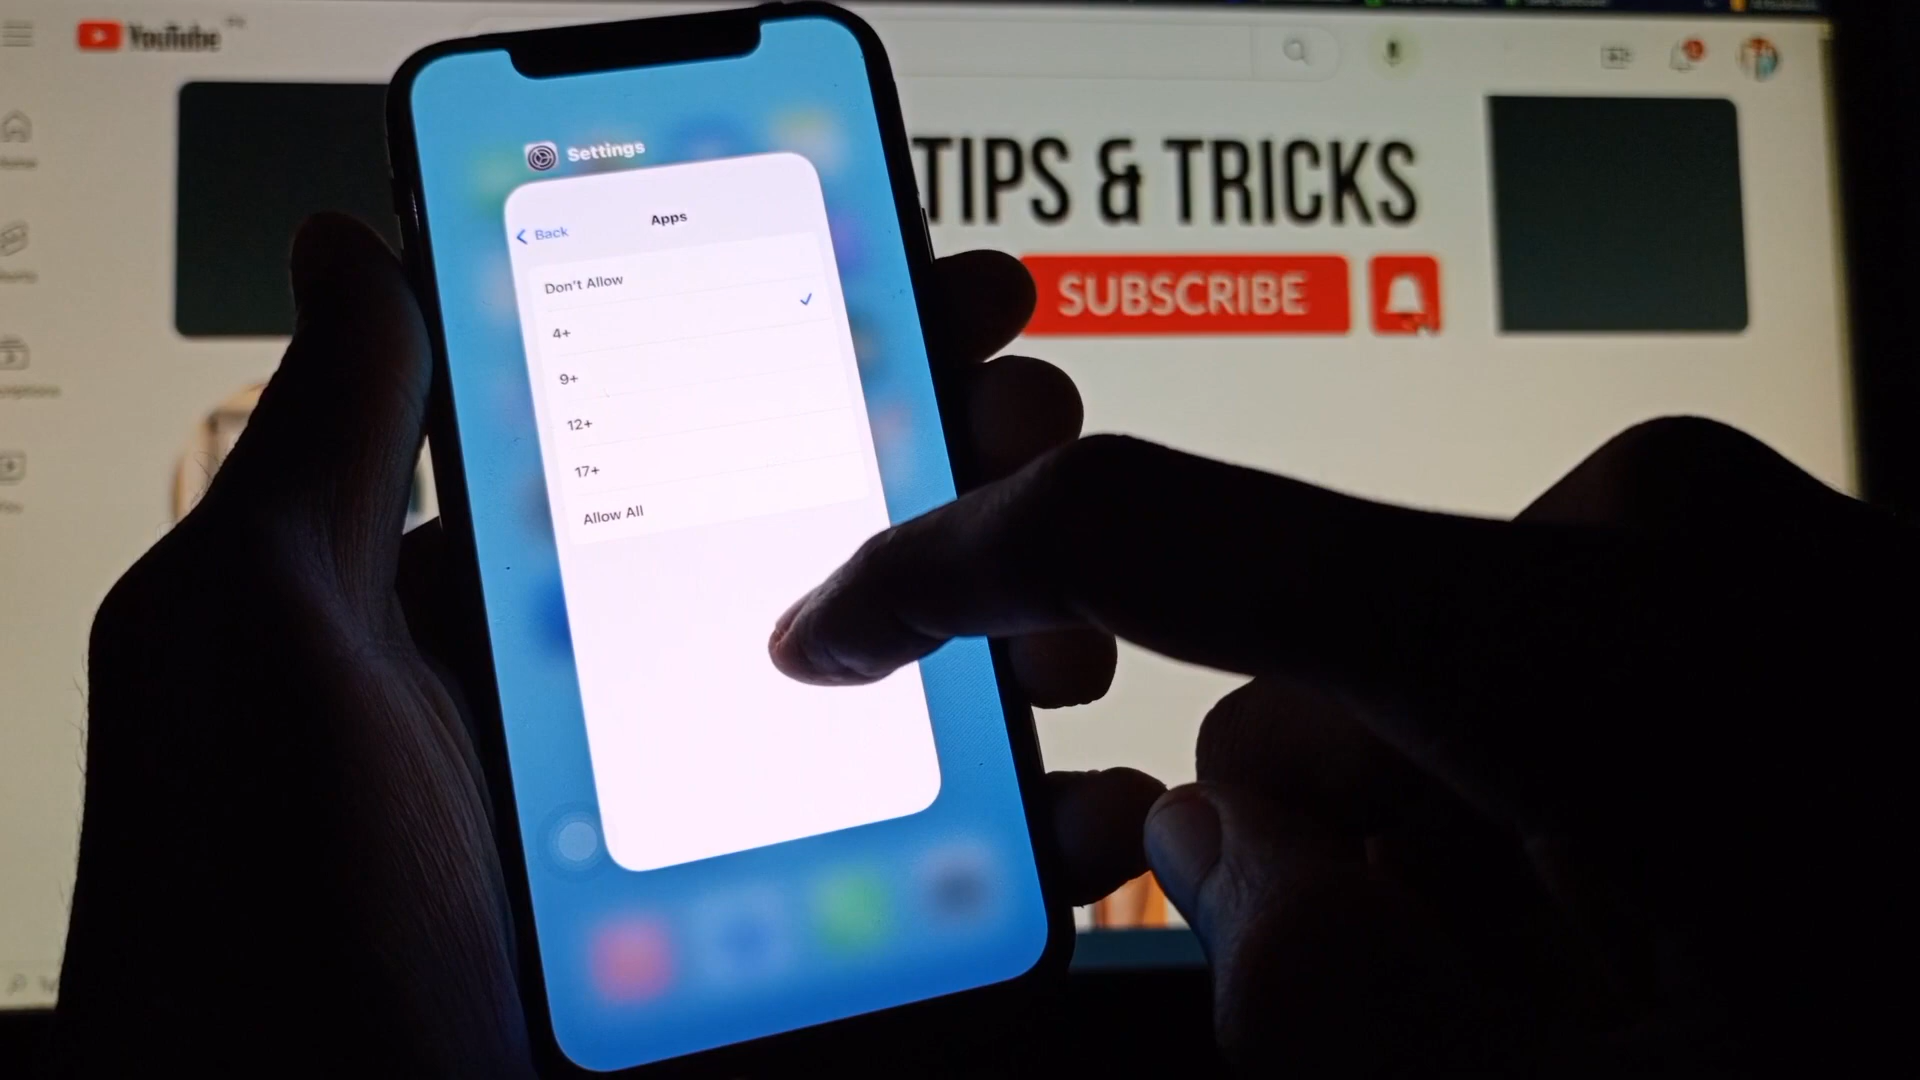 YouTube
TIPS & TRICKS
SUBSCRIBE
Settings
Back
Apps
Don't Allow
4+
9+
12+
17+
Allow All